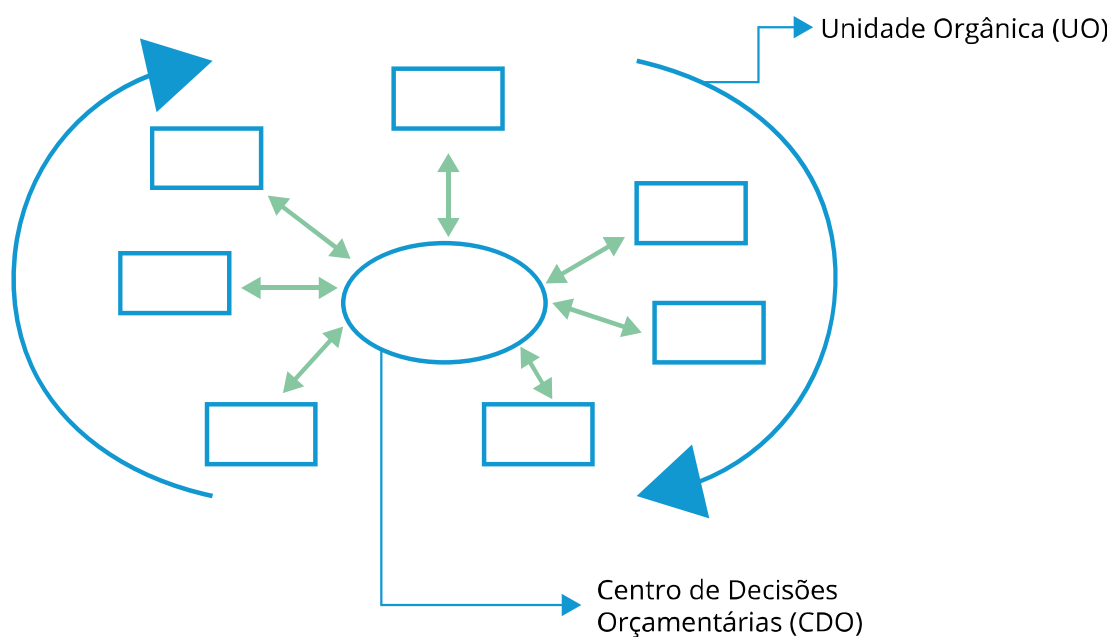 Unidade Orgânica (UO)
Centro de Decisões
Orçamentárias (CDO)